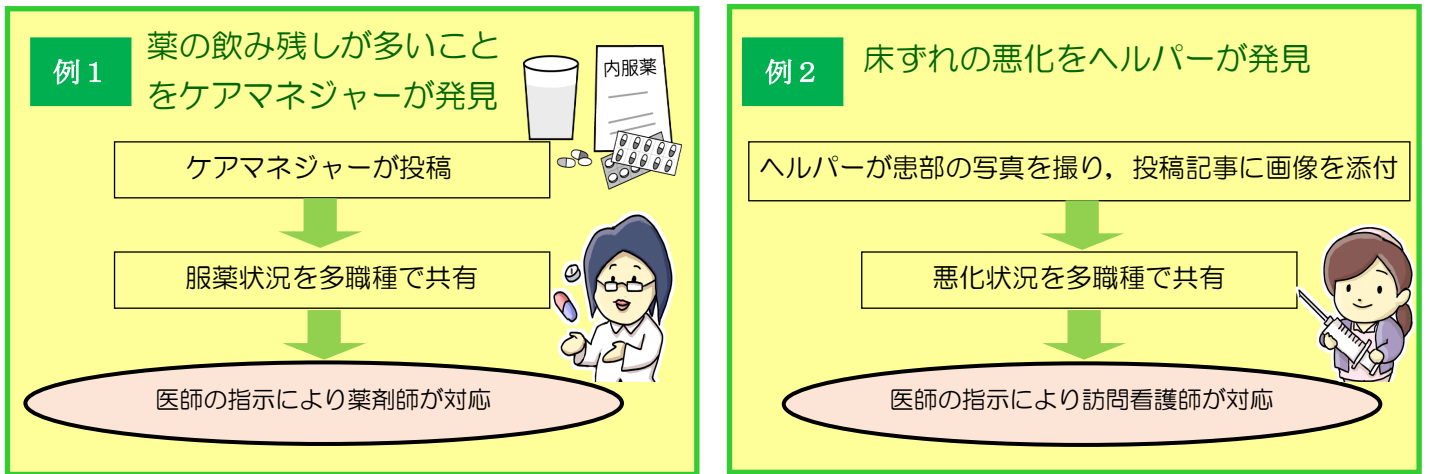 例１
薬の飲み残しが多いこと
をケアマネジャーが発見
内服薬
ケアマネジャーが投稿
服薬状況を多職種で共有
医師の指示により薬剤師が対応
例２
床ずれの悪化をヘルパーが発見
ヘルパーが患部の写真を撮り，投稿記事に画像を添付
悪化状況を多職種で共有
医師の指示により訪問看護師が対応